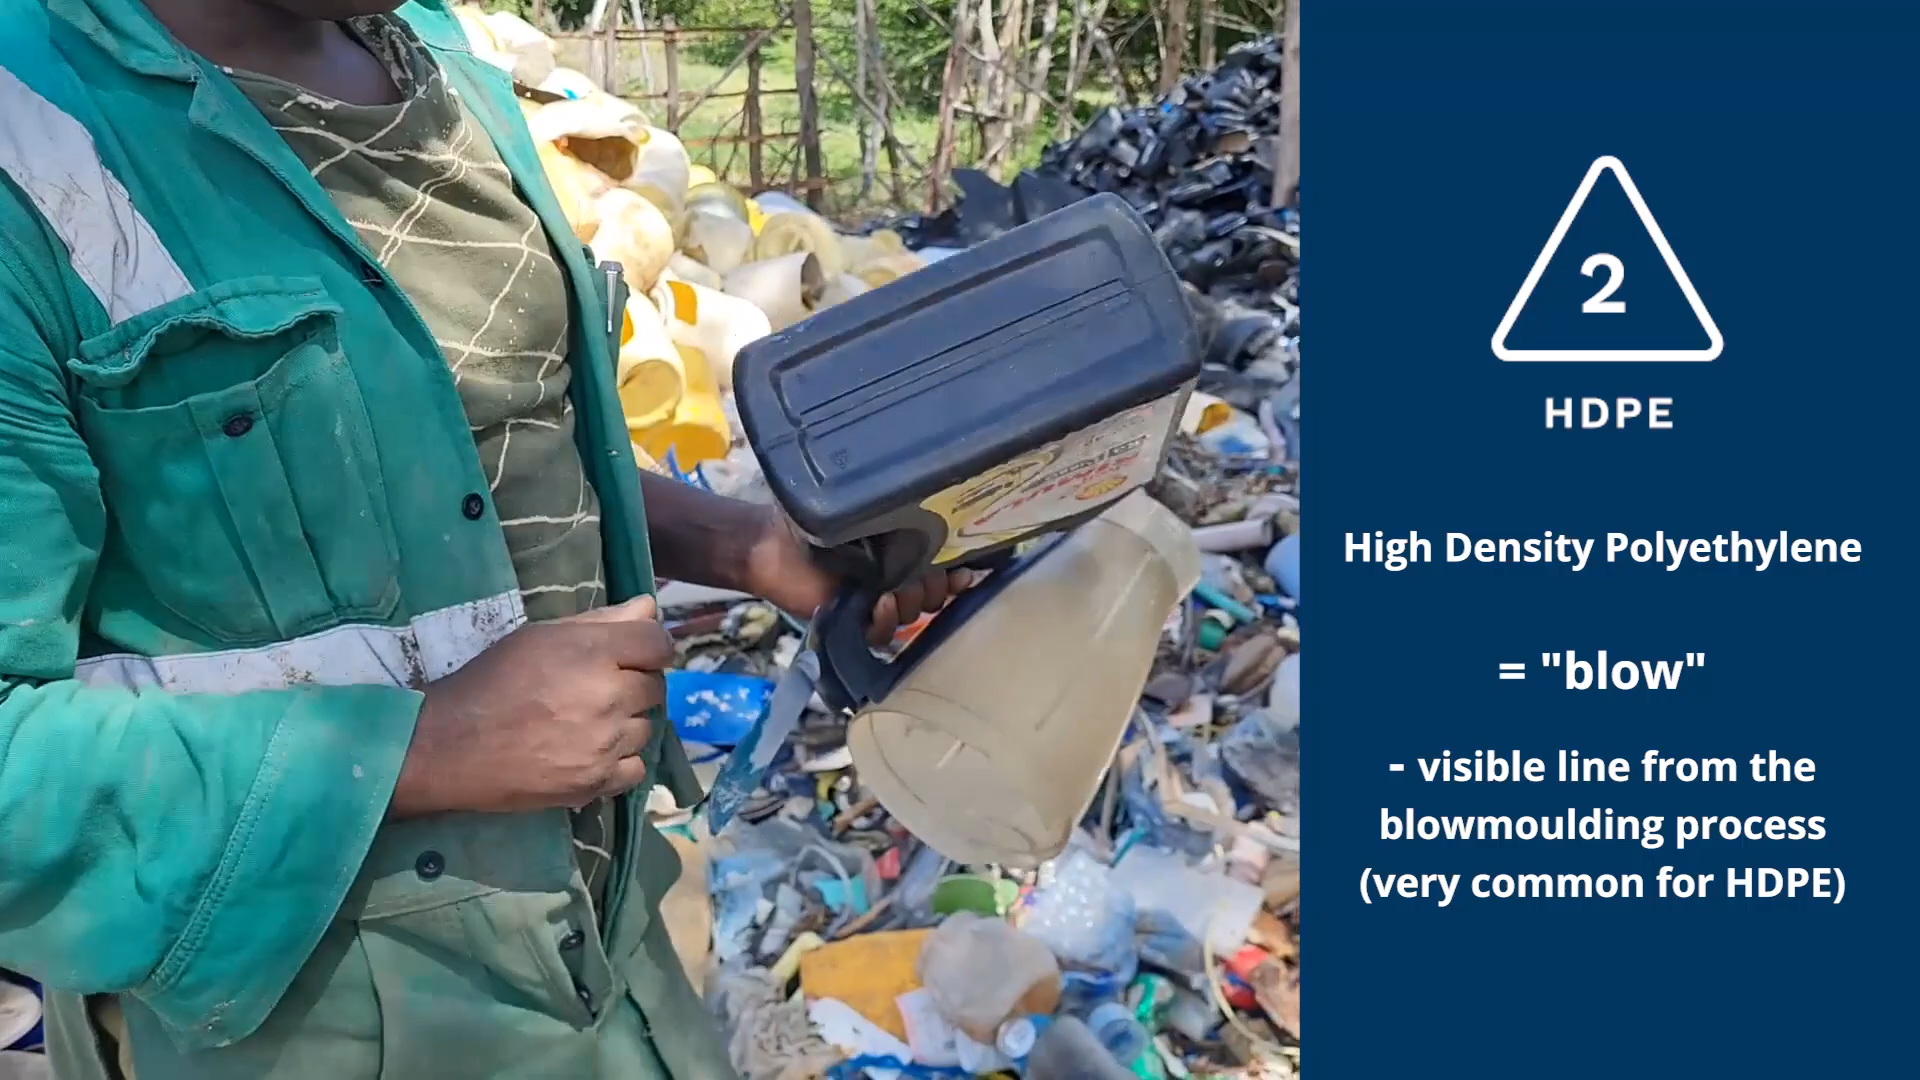 2
HDPE
High Density Polyethylene
= "blow"
- visible line from the
blowmoulding process
(very common for HDPE)